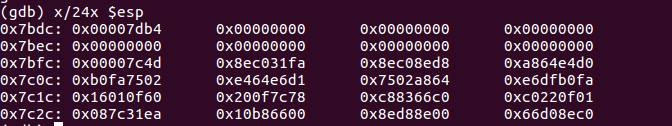 (gdb) x/24x $esp
0x7bdc: 0x00007db4 0x00000000 0x00000000 0x00000000
0x7bec: 0x00000000 0x00000000 0x00000000 0x00000000
0x7bfc: 0x00007c4d 0x8ec031fa 0x8ec08ed8 0xa864e4d0
0x7c0c: 0xb0fa7502 0xe464e6d1 0x7502a864 0xe6dfb0fa
0x7c1c: 0x16010f60 0x200f7c78 0xc88366c0 0xc0220f01
0x7c2c: 0x087c31ea 0x10b86600 0x8ed88e00 0x66d08ec0